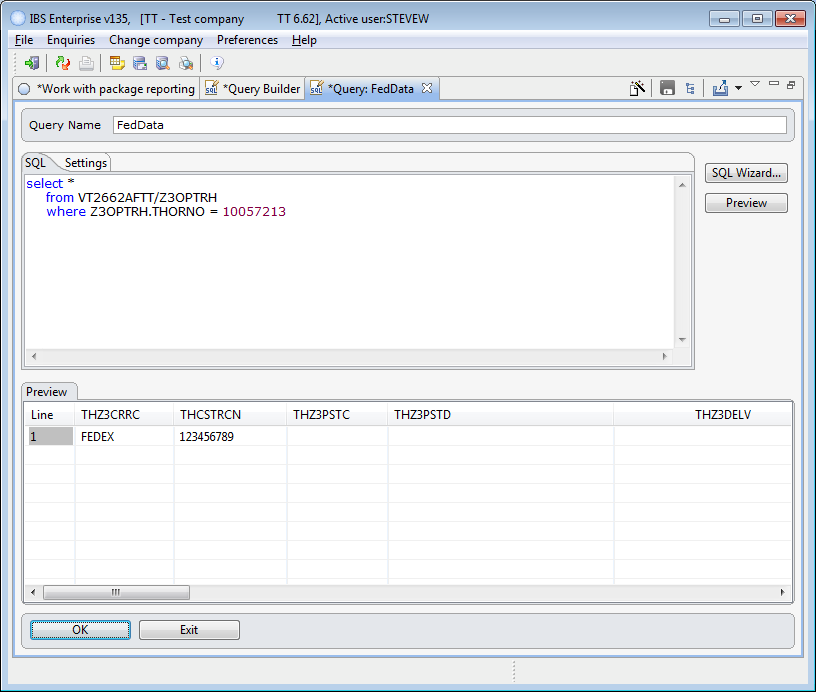 IBS Enterprise v135, [TT - Test company TT 6.62], Active user:STEVEW
File Enquiries Change company Preferences Help
*Work with package reporting *Query Builder *Query: FedData
Query Name FedData
SQL Settings
SQL Wizard...
select *
from VT2662AFTT/Z3OPTRH
where Z3OPTRH.THORNO = 10057213
Preview
Preview
Line THZ3CRRC THCSTRCN THZ3PSTC THZ3PSTD THZ3DELV
1 FEDEX 123456789
OK Exit